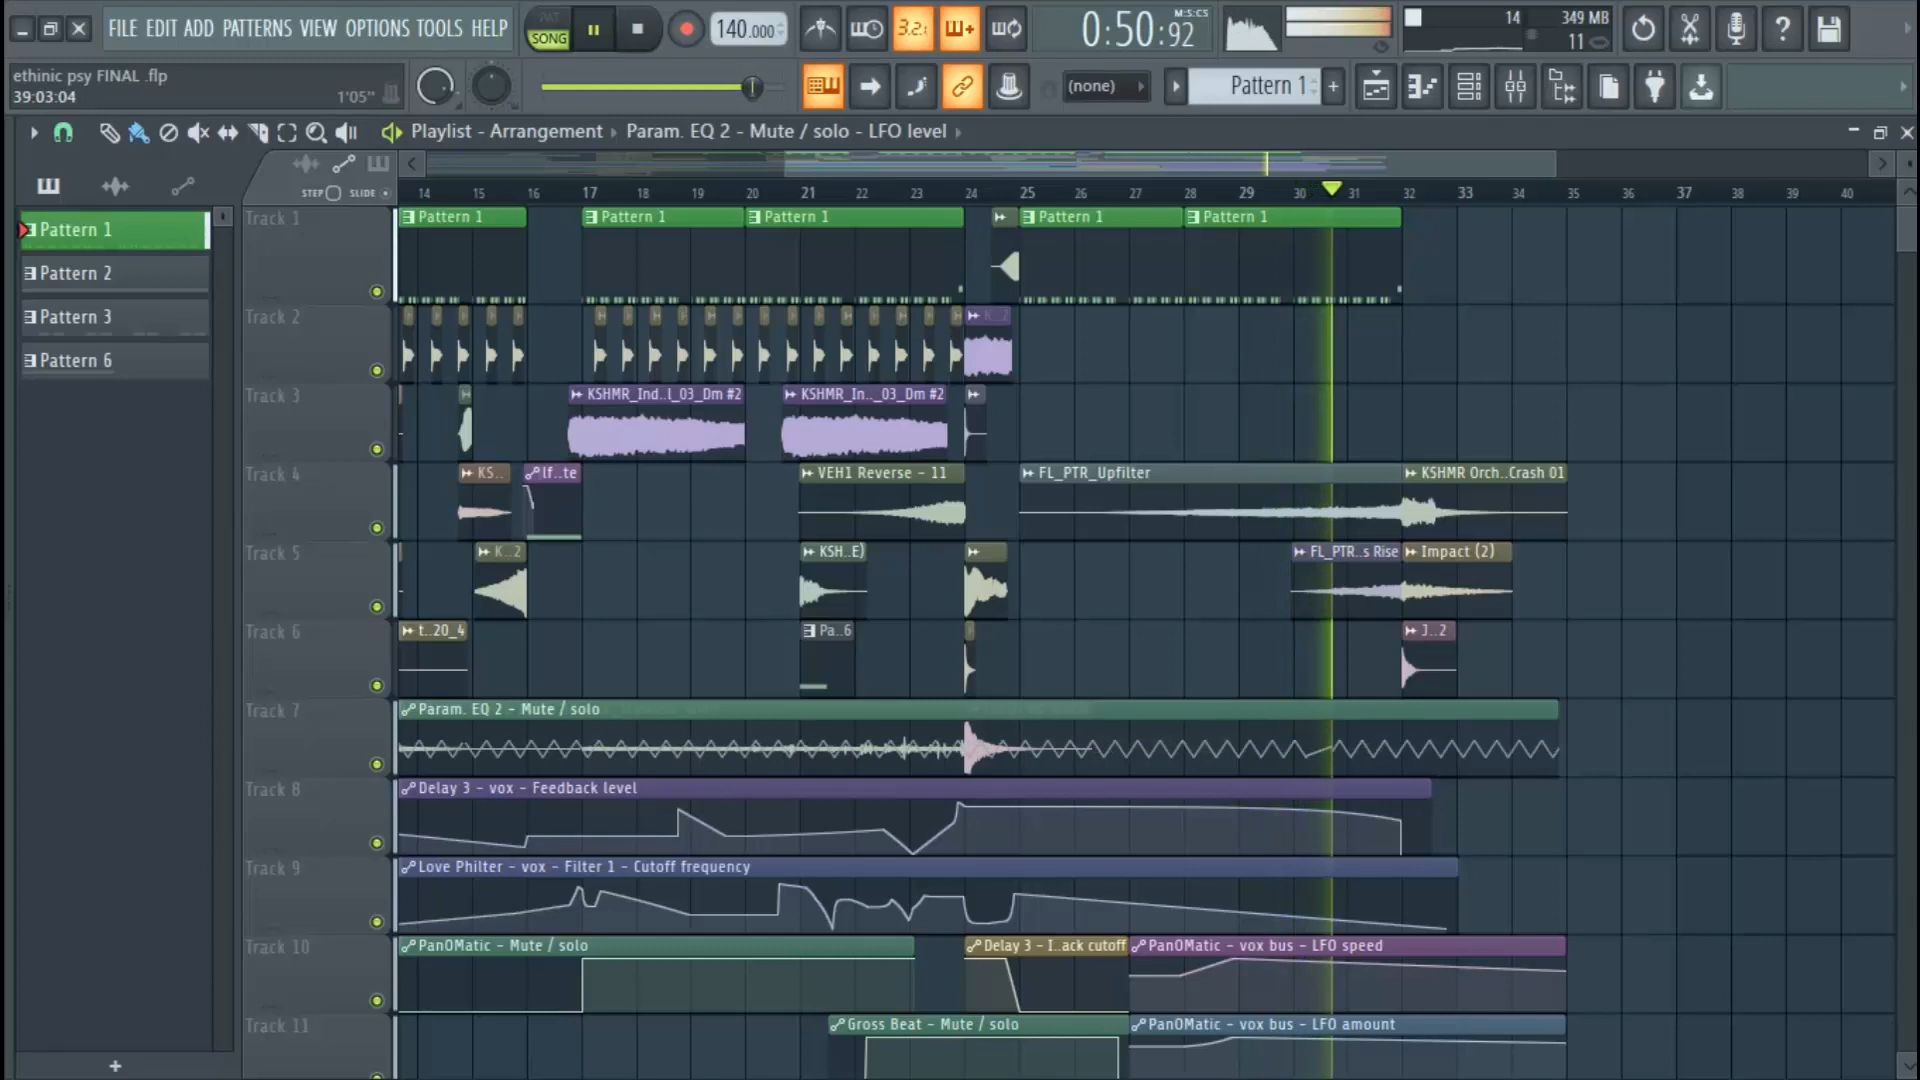 FILE EDIT ADD PATTERNS VIEW OPTIONS TOOLS HELP
PAT
SONG
140.000
3.2.
0:50:92
M:S:CS
14
349 MB
11
ethinic psy FINAL .flp
39:03:04
1'05"
(none)
Pattern 1
+
Playlist - Arrangement
Param. EQ 2 - Mute / solo - LFO level
STEP
SLIDE
14 15 16 17 18 19 20 21 22 23 24 25 26 27 28 29 30 31 32 33 34 35 36 37 38 39 40
Pattern 1
Pattern 2
Pattern 3
Pattern 6
+
Track 1
Pattern 1
Pattern 1
Pattern 1
Pattern 1
Pattern 1
Track 2
K..2
Track 3
KSHMR_Ind..l_03_Dm #2
KSHMR_In.._03_Dm #2
Track 4
KS..
lf..te
VEH1 Reverse - 11
FL_PTR_Upfilter
KSHMR Orch..Crash 01
Track 5
K..2
KSH..E)
FL_PTR..s Rise
Impact (2)
Track 6
t..20_4
Pa..6
J..2
Track 7
Param. EQ 2 - Mute / solo
Track 8
Delay 3 - vox - Feedback level
Track 9
Love Philter - vox - Filter 1 - Cutoff frequency
Track 10
PanOMatic - Mute / solo
Delay 3 - I..ack cutoff
PanOMatic - vox bus - LFO speed
Track 11
Gross Beat - Mute / solo
PanOMatic - vox bus - LFO amount